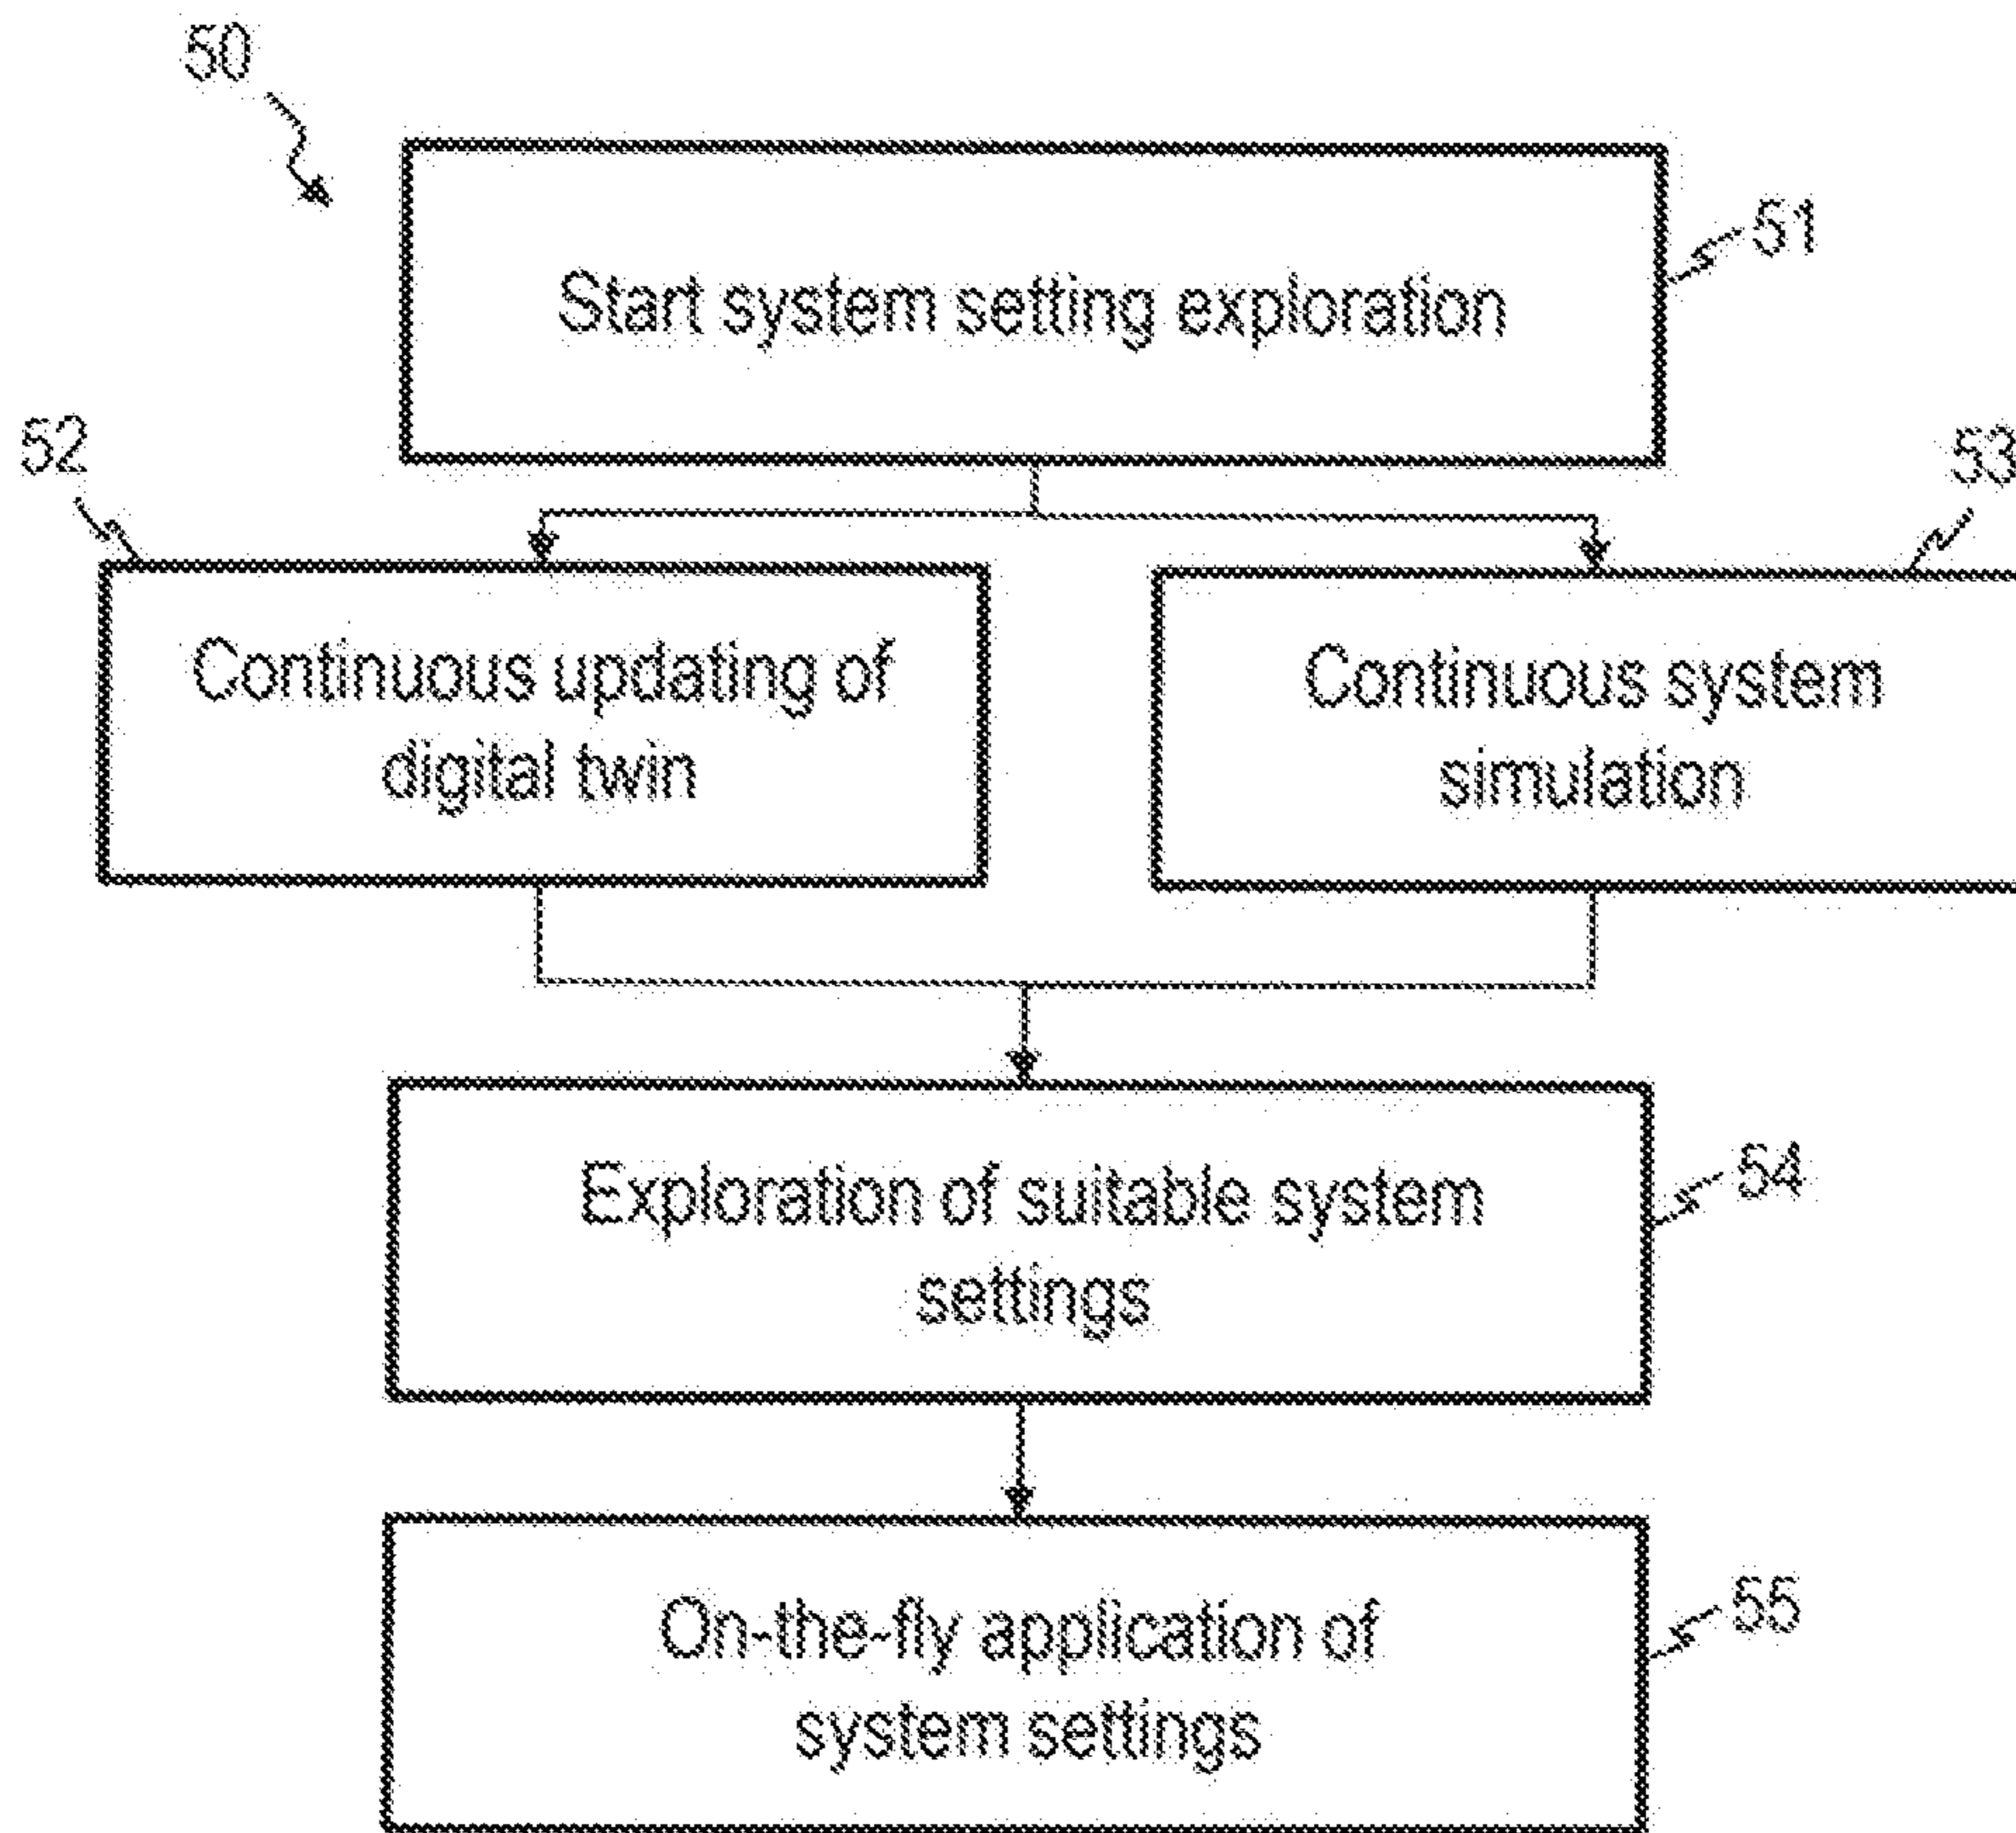 50
Start system setting exploration
51
52
53
Continuous updating of
digital twin
Continuous system
simulation
Exploration of suitable system
settings
54
On-the-fly application of
system settings
55